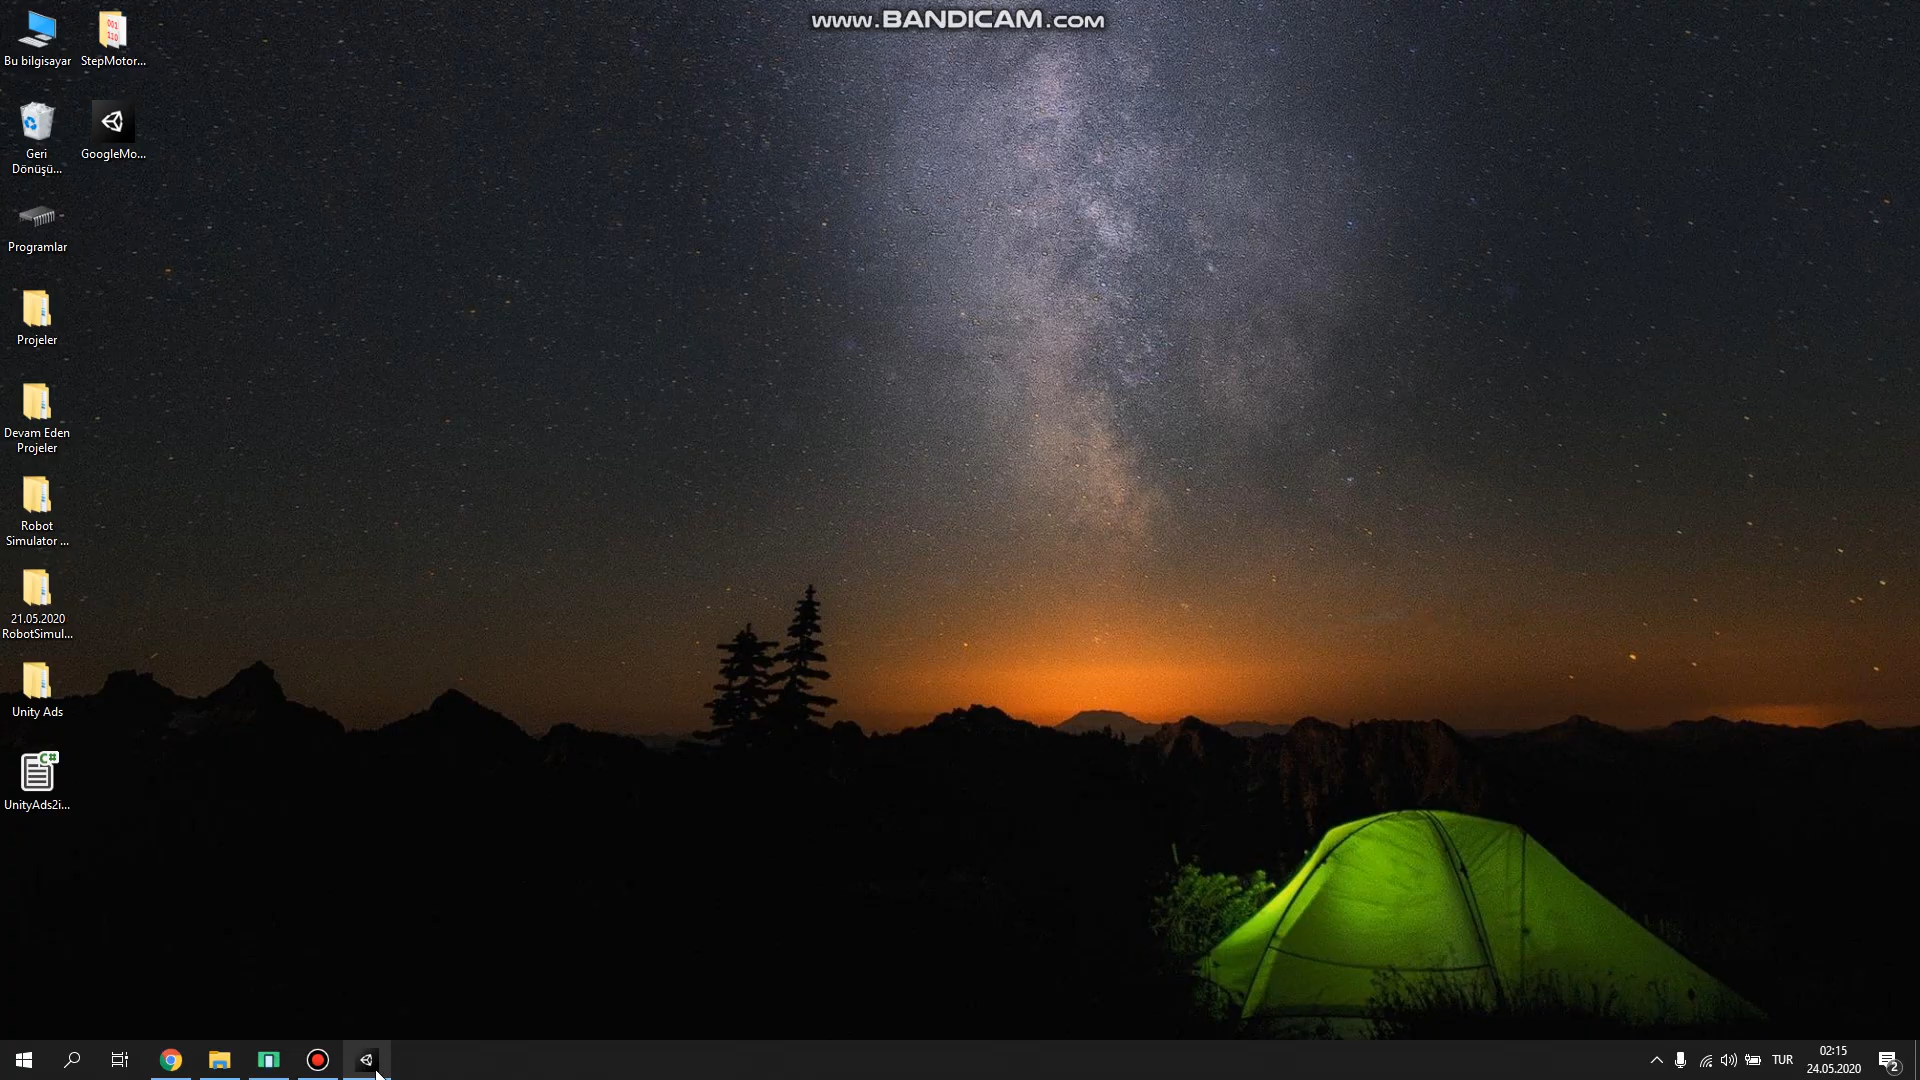 www.BANDICAM.com
Bu bilgisayar
StepMotor...
Geri
Dönüşü...
GoogleMo...
Programlar
Projeler
Devam Eden
Projeler
Robot
Simulator ...
21.05.2020
RobotSimul...
Unity Ads
C#
UnityAds2i...
TUR
02:15
24.05.2020
2